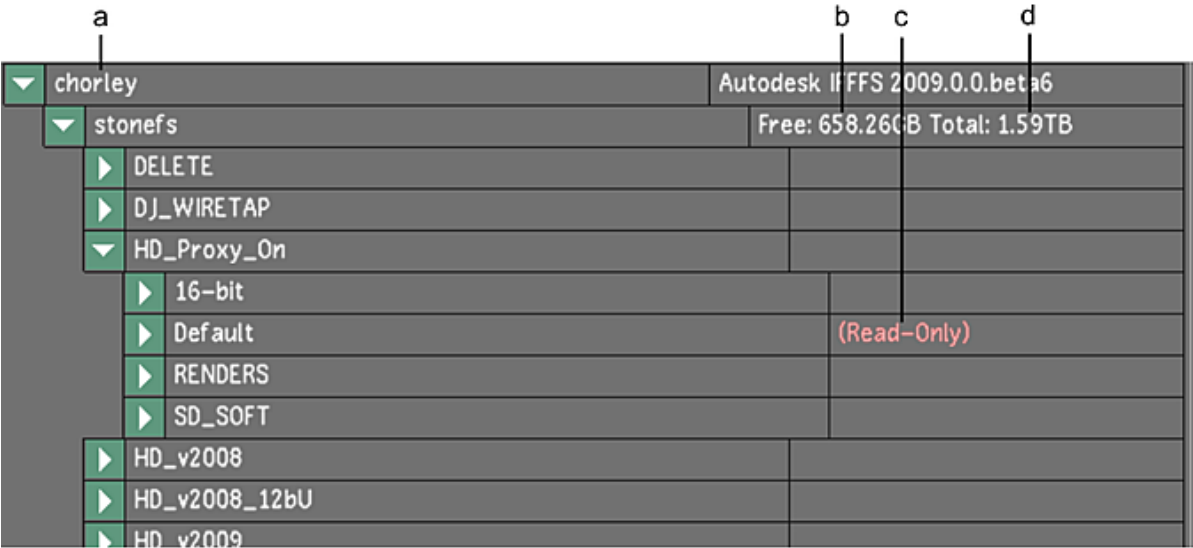 a b c d
chorley Autodesk IFFFS 2009.0.0.beta6
stonefs Free: 658.26GB Total: 1.59TB
DELETE
DJ_WIRETAP
HD_Proxy_On
16-bit
Default (Read-Only)
RENDERS
SD_SOFT
HD_v2008
HD_v2008_12bU
HD_v2009